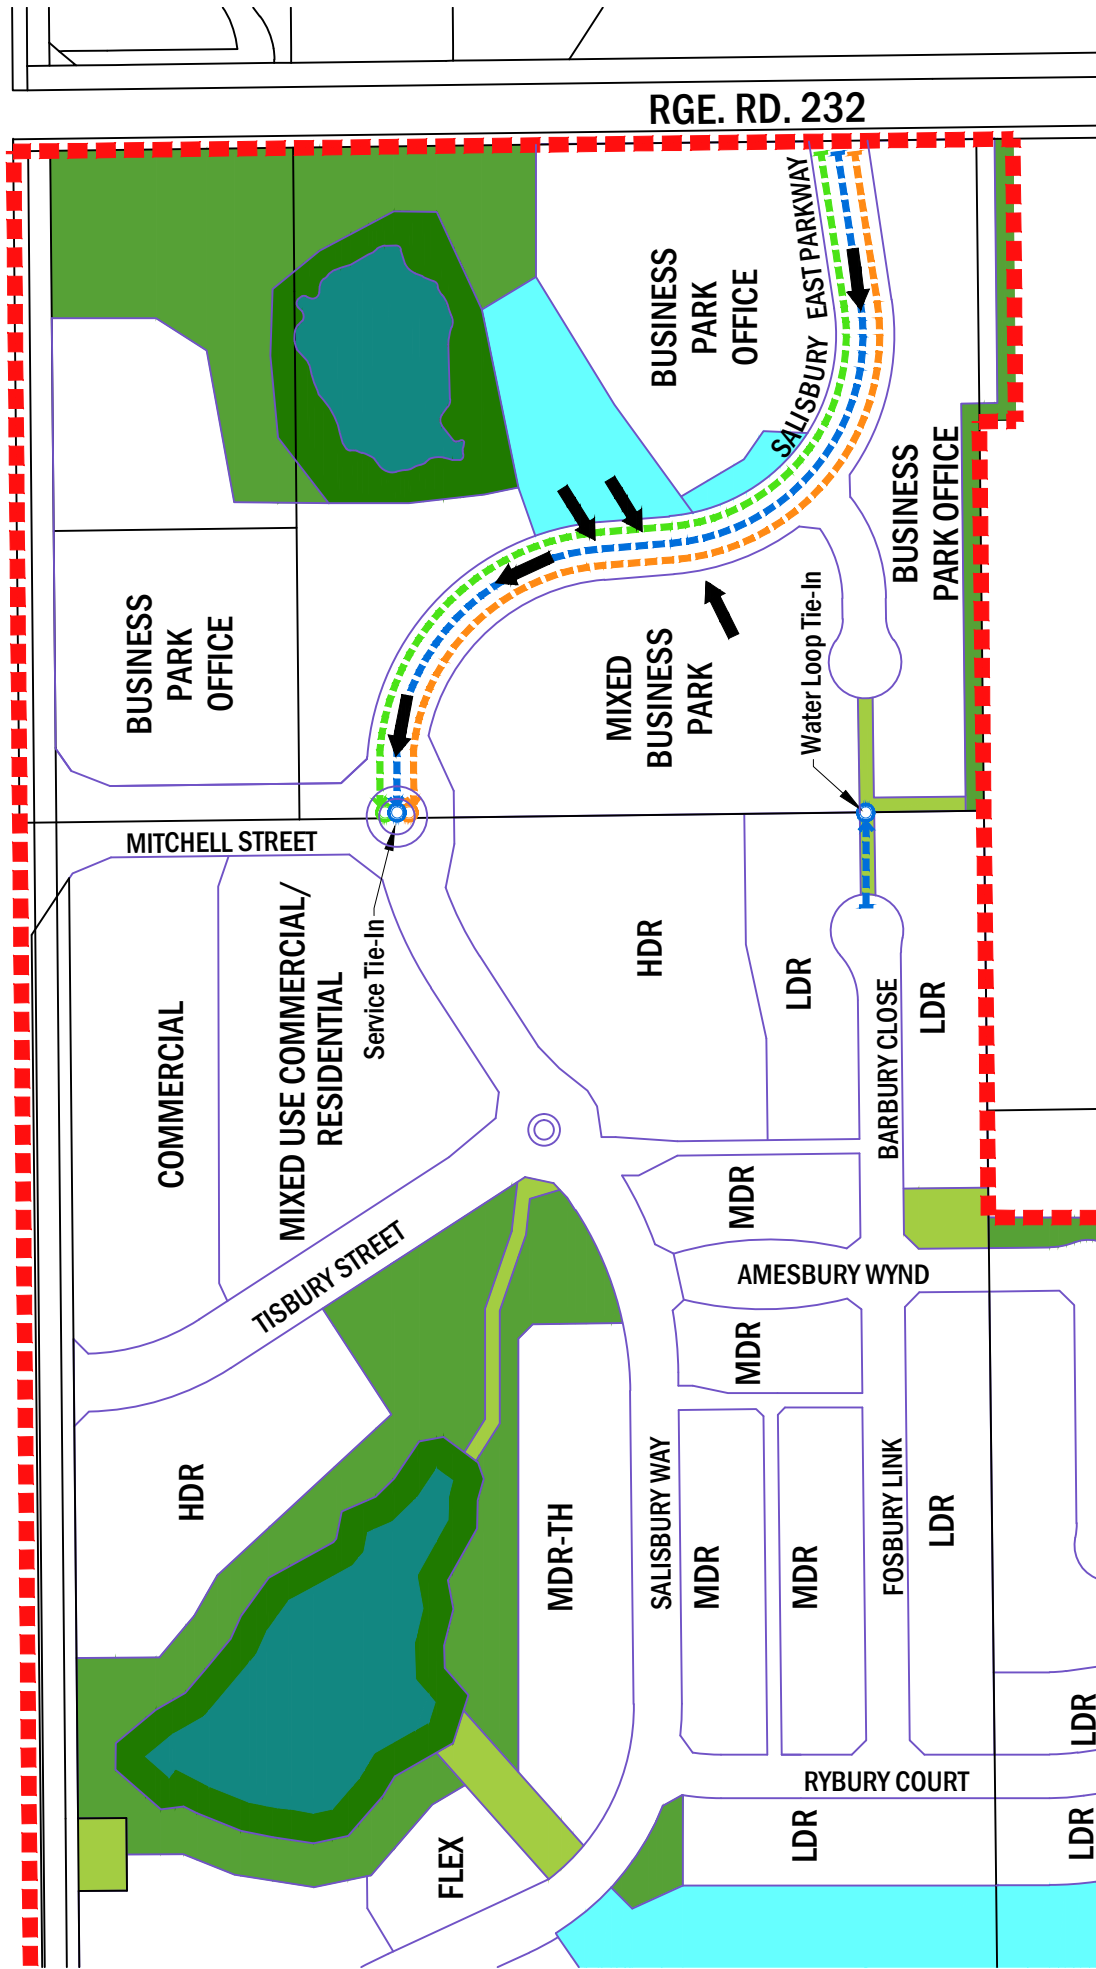 RGE. RD. 232
SALISBURY EAST PARKWAY
BUSINESS
PARK
OFFICE
BUSINESS
PARK OFFICE
BUSINESS
PARK
OFFICE
MIXED
BUSINESS
PARK
Water Loop Tie-In
MITCHELL STREET
Service Tie-In
COMMERCIAL
MIXED USE COMMERCIAL/
RESIDENTIAL
HDR
LDR
BARBURY CLOSE
LDR
MDR
TISBURY STREET
AMESBURY WYND
MDR
HDR
MDR-TH
SALISBURY WAY
MDR
MDR
FOSBURY LINK
LDR
LDR
RYBURY COURT
FLEX
LDR
LDR